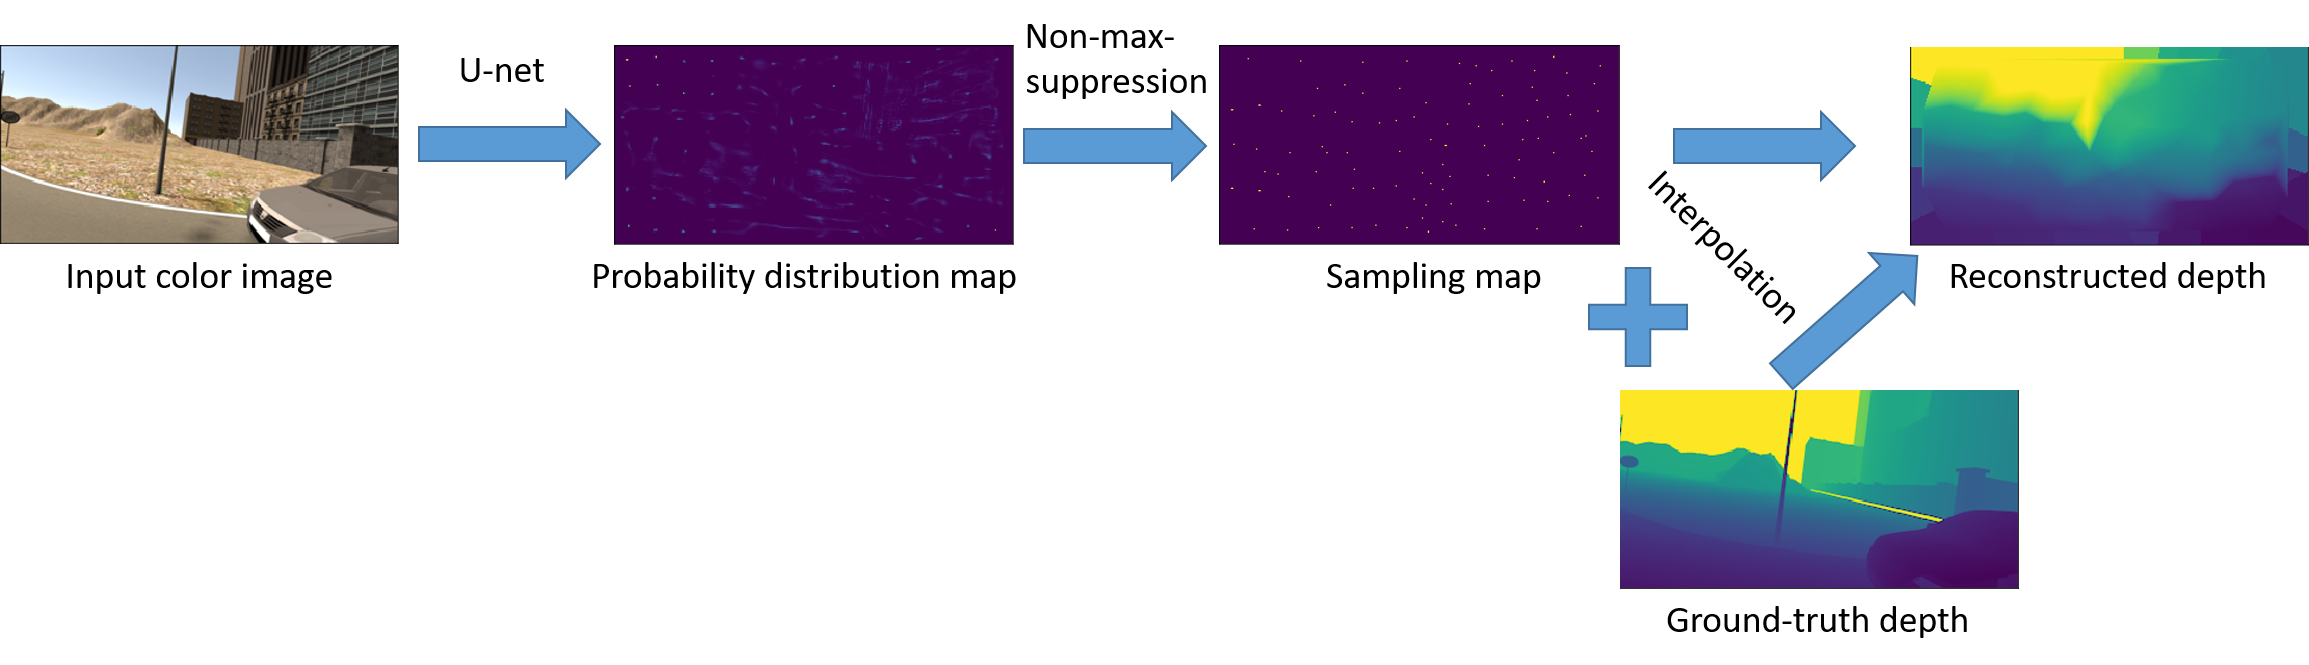 Non-max-
suppression
U-net
Interpolation
Input color image
Probability distribution map
Sampling map
Reconstructed depth
Ground-truth depth